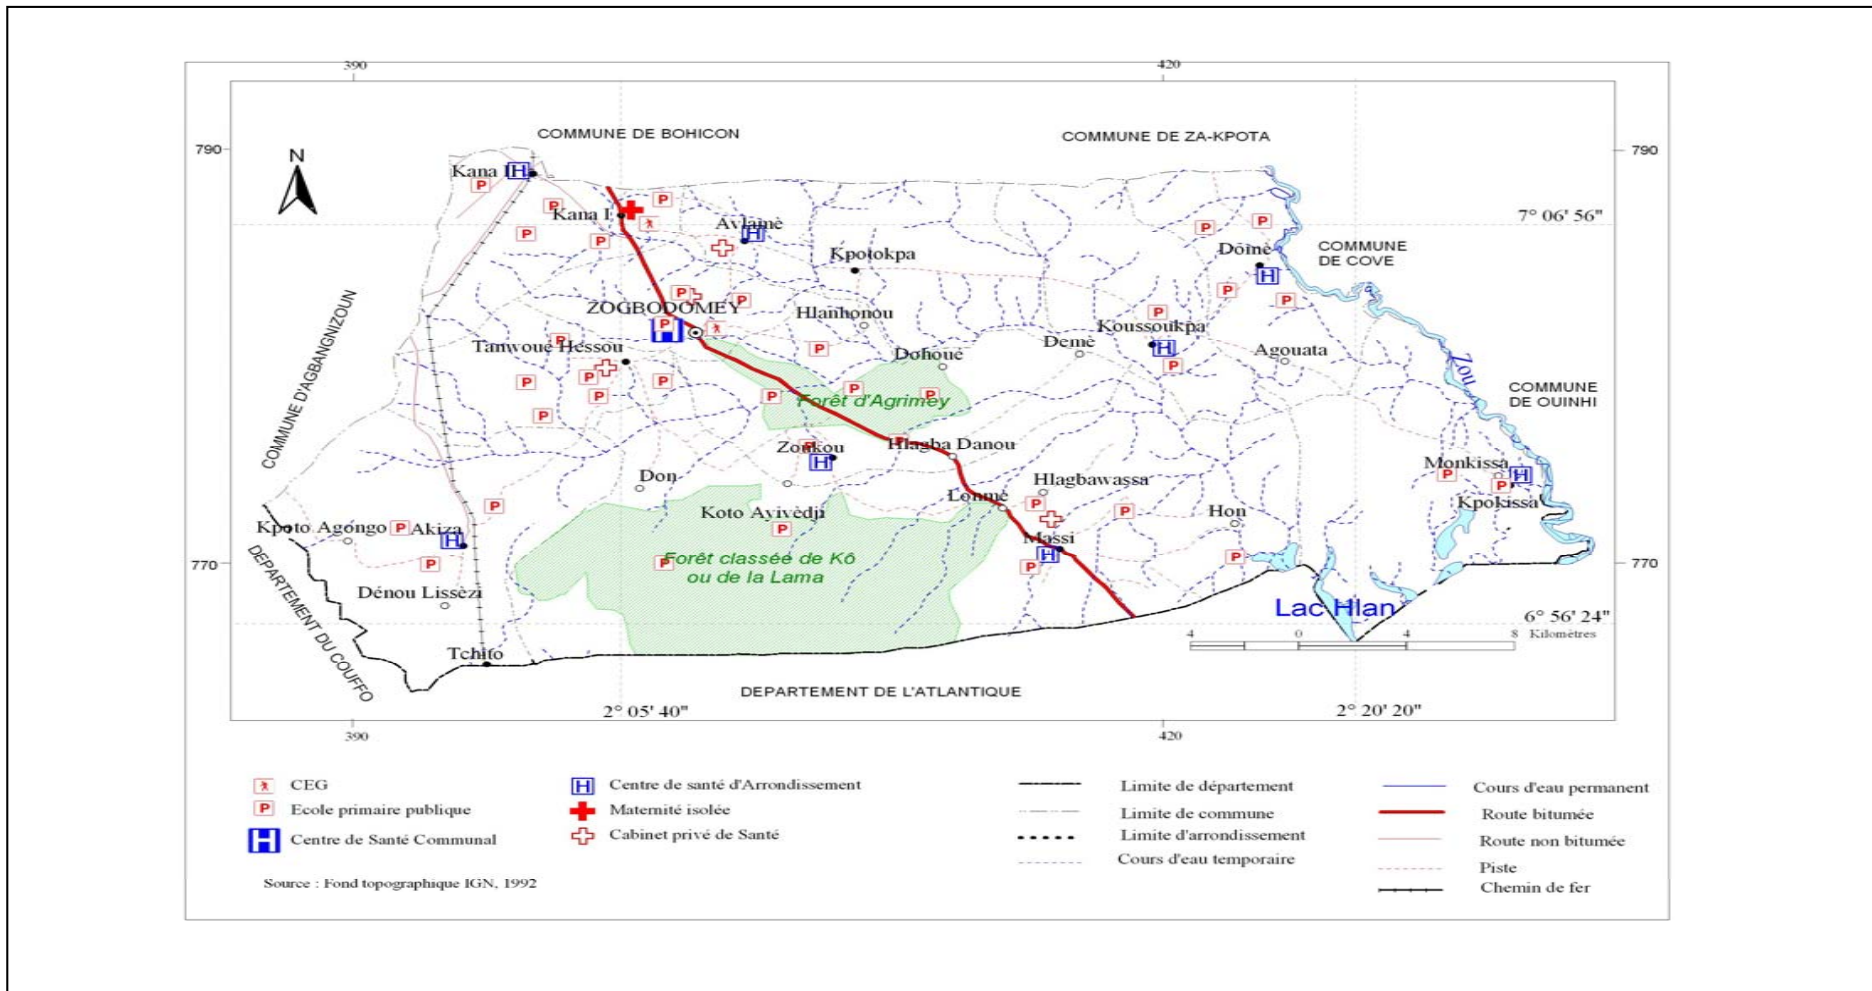 390
420
COMMUNE DE BOHICON
COMMUNE DE ZA-KPOTA
790
790
N
Kana II
H
P
P
Kana I
P
P
P
Avlamè
H
7° 06' 56"
P
P
Dômè
H
COMMUNE
DE COVE
Kpotokpa
P
P
P
P
ZOGBODOMEY
P
H
Hlanhonou
P
Koussoukpa
H
P
COMMUNE D'AGBANGNIZOUN
P
Tanwoué Hessou
P
Dohoué
Demè
Agouata
Zou
COMMUNE
DE OUINHI
P
P
P
P
P
P
P
P
P
Forêt d'Agrimey
P
P
Zoukou
H
Hlagba Danou
Monkissa
H
P
P
Kpokissa
Don
Hlagbawassa
Lonmè
P
P
Hon
P
Koto Ayivèdji
P
Kpoto Agongo
P
Akiza
H
P
Massi
H
P
P
770
770
Forêt classée de Kô
ou de la Lama
P
DEPARTEMENT DU COUFFO
Dénou Lissèzi
Lac Hlan
6° 56' 24"
4
0
4
8
Kilomètres
Tchito
DEPARTEMENT DE L'ATLANTIQUE
2° 05' 40"
2° 20' 20"
390
420
CEG
P Ecole primaire publique
H Centre de Santé Communal
H Centre de santé d'Arrondissement
Maternité isolée
Cabinet privé de Santé
Limite de département
Limite de commune
Limite d'arrondissement
Cours d'eau temporaire
Cours d'eau permanent
Route bitumée
Route non bitumée
Piste
Chemin de fer
Source : Fond topographique IGN, 1992